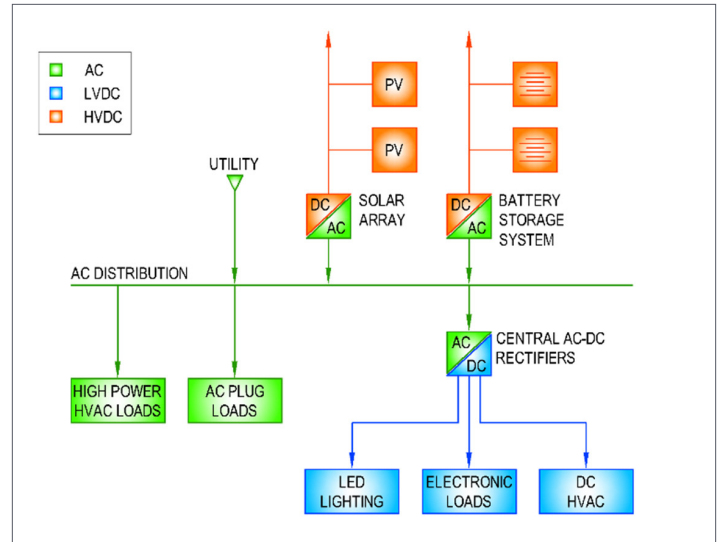 AC
LVDC
HVDC
PV
PV
UTILITY
DC
AC
SOLAR
ARRAY
DC
AC
BATTERY
STORAGE
SYSTEM
AC DISTRIBUTION
AC
DC
CENTRAL AC-DC
RECTIFIERS
HIGH POWER
HVAC LOADS
AC PLUG
LOADS
LED
LIGHTING
ELECTRONIC
LOADS
DC
HVAC